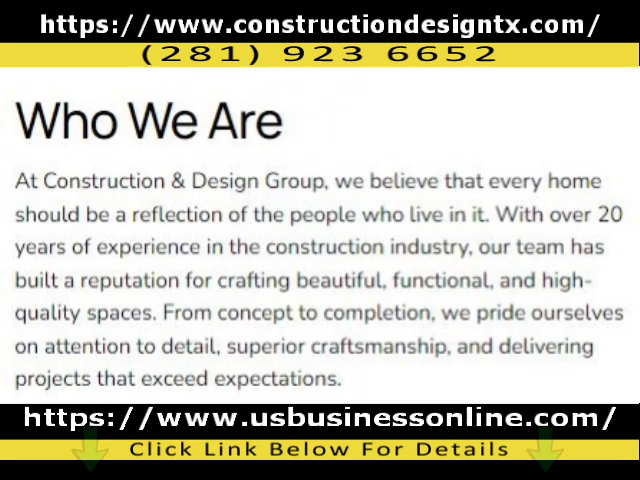 https://www.constructiondesigntx.com/
(281) 923 6652
Who We Are
At Construction & Design Group, we believe that every home
should be a reflection of the people who live in it. With over 20
years of experience in the construction industry, our team has
built a reputation for crafting beautiful, functional, and high-
quality spaces. From concept to completion, we pride ourselves
on attention to detail, superior craftsmanship, and delivering
projects that exceed expectations.
https://www.usbusinessonline.com/
Click Link Below For Details